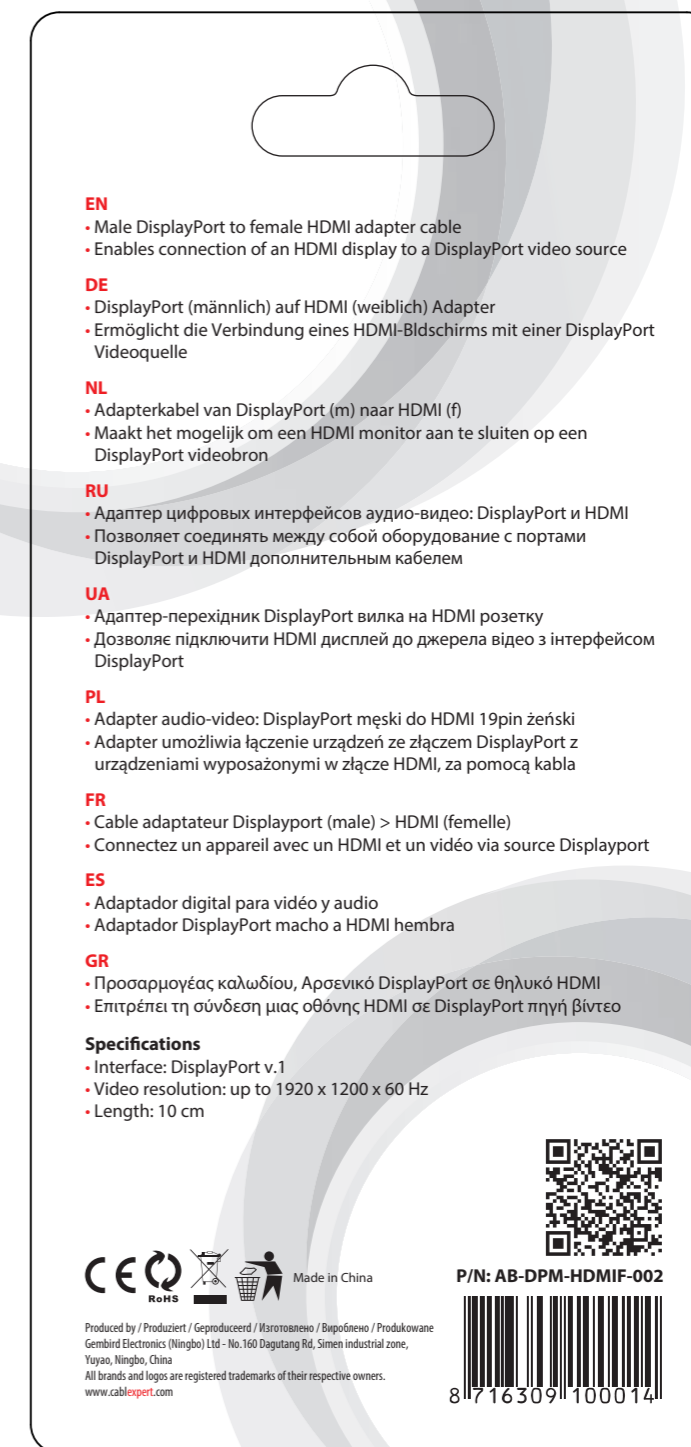 EN
• Male DisplayPort to female HDMI adapter cable
• Enables connection of an HDMI display to a DisplayPort video source
DE
• DisplayPort (männlich) auf HDMI (weiblich) Adapter
• Ermöglicht die Verbindung eines HDMI-Bldschirms mit einer DisplayPort
Videoquelle
NL
• Adapterkabel van DisplayPort (m) naar HDMI (f)
• Maakt het mogelijk om een HDMI monitor aan te sluiten op een
DisplayPort videobron
RU
• Адаптер цифровых интерфейсов аудио-видео: DisplayPort и HDMI
• Позволяет соединять между собой оборудование с портами
DisplayPort и HDMI дополнительным кабелем
UA
• Адаптер-перехідник DisplayPort вилка на HDMI розетку
• Дозволяє підключити HDMI дисплей до джерела відео з інтерфейсом
DisplayPort
PL
• Adapter audio-video: DisplayPort męski do HDMI 19pin żeński
• Adapter umożliwia łączenie urządzeń ze złączem DisplayPort z
urządzeniami wyposażonymi w złącze HDMI, za pomocą kabla
FR
• Cable adaptateur Displayport (male) > HDMI (femelle)
• Connectez un appareil avec un HDMI et un vidéo via source Displayport
ES
• Adaptador digital para vidéo y audio
• Adaptador DisplayPort macho a HDMI hembra
GR
• Προσαρμογέας καλωδίου, Αρσενικό DisplayPort σε θηλυκό HDMI
• Επιτρέπει τη σύνδεση μιας οθόνης HDMI σε DisplayPort πηγή βίντεο
Specifications
• Interface: DisplayPort v.1
• Video resolution: up to 1920 x 1200 x 60 Hz
• Length: 10 cm
CE
RoHS
Made in China
P/N: AB-DPM-HDMIF-002
Produced by / Produziert / Geproduceerd / Изготовлено / Вироблено / Produkowane
Gembird Electronics (Ningbo) Ltd - No.160 Dagutang Rd, Simen industrial zone,
Yuyao, Ningbo, China
All brands and logos are registered trademarks of their respective owners.
www.cablexpert.com
8 716309 100014